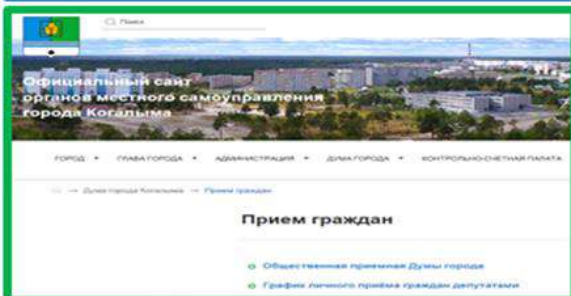 Поиск
Официальный сайт
органов местного самоуправления
города Когалыма
ГОРОД ГЛАВА ГОРОДА АДМИНИСТРАЦИЯ ДУМА ГОРОДА КОНТРОЛЬНО-СЧЕТНАЯ ПАЛАТА
→ Дума города Когалыма → Прием граждан
Прием граждан
Общественная приемная Думы города
График личного приёма граждан депутатами